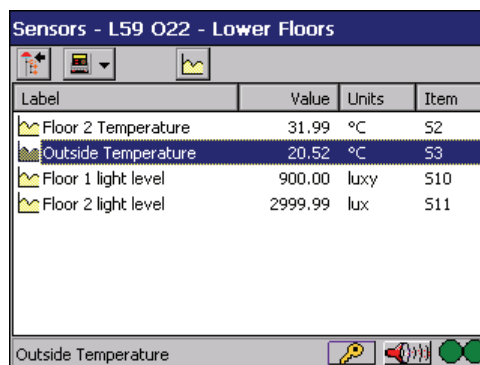 Sensors - L59 O22 - Lower Floors
Label Value Units Item
Floor 2 Temperature 31.99 °C S2
Outside Temperature 20.52 °C S3
Floor 1 light level 900.00 luxy S10
Floor 2 light level 2999.99 lux S11
Outside Temperature